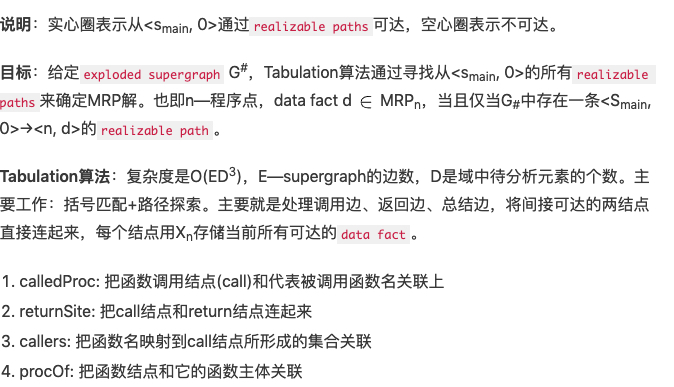 说明：实心圈表示从<smain, 0>通过 realizable paths 可达，空心圈表示不可达。
目标：给定 exploded supergraph G#，Tabulation算法通过寻找从<smain, 0>的所有 realizable
paths 来确定MRP解。也即n—程序点，data fact d ∈ MRPn，当且仅当G#中存在一条<Smain,
0>→<n, d>的 realizable path 。
Tabulation算法：复杂度是O(ED3)，E—supergraph的边数，D是域中待分析元素的个数。主
要工作：括号匹配+路径探索。主要就是处理调用边、返回边、总结边，将间接可达的两结点
直接连起来，每个结点用Xn存储当前所有可达的 data fact 。
1. calledProc: 把函数调用结点(call)和代表被调用函数名关联上
2. returnSite: 把call结点和return结点连起来
3. callers: 把函数名映射到call结点所形成的集合关联
4. procOf: 把函数结点和它的函数主体关联